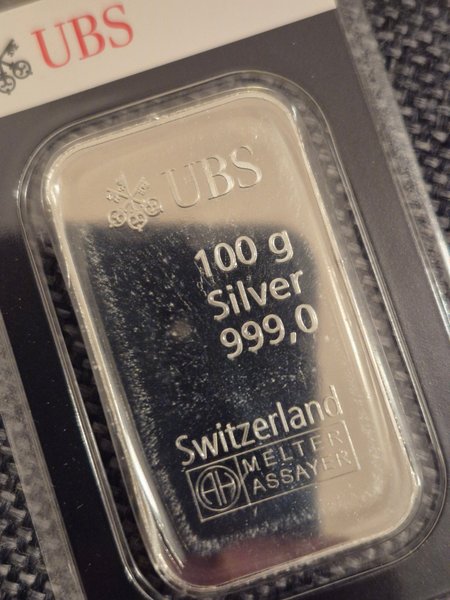 UBS
UBS
100 g
Silver
999,0
Switzerland
MELTER
ASSAYER